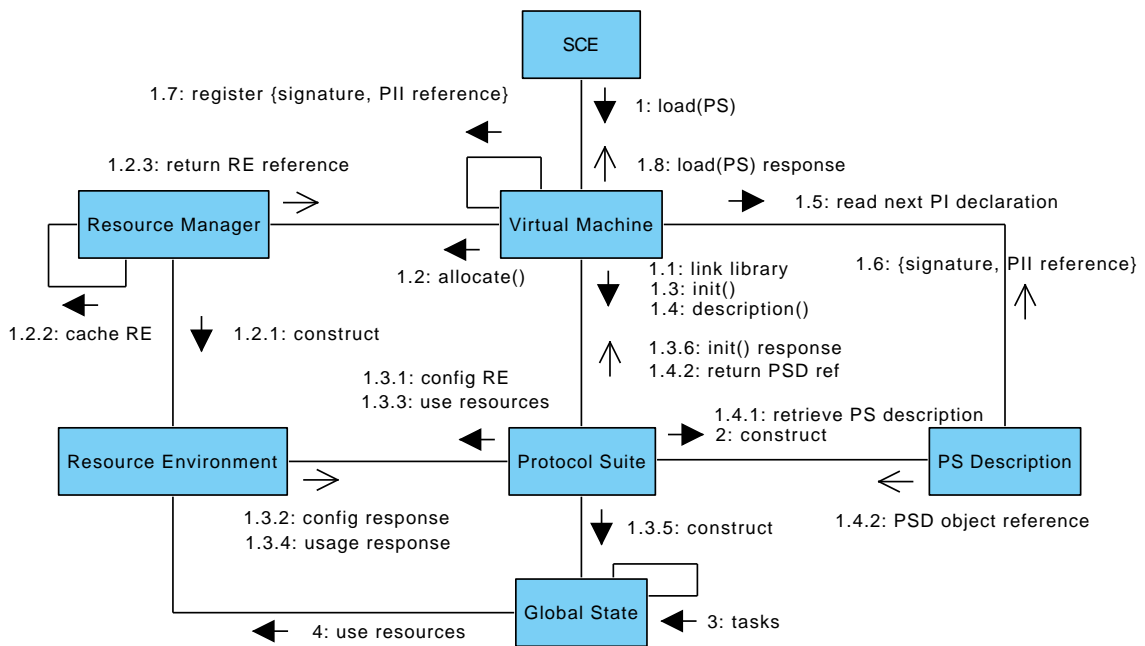 SCE
1.7: register {signature, PII reference}
1: load(PS)
1.2.3: return RE reference
1.8: load(PS) response
1.5: read next PI declaration
Resource Manager
Virtual Machine
1.2: allocate()
1.1: link library
1.3: init()
1.4: description()
1.6: {signature, PII reference}
1.2.2: cache RE
1.2.1: construct
1.3.6: init() response
1.4.2: return PSD ref
1.3.1: config RE
1.3.3: use resources
1.4.1: retrieve PS description
2: construct
Resource Environment
Protocol Suite
PS Description
1.3.2: config response
1.3.4: usage response
1.3.5: construct
1.4.2: PSD object reference
Global State
4: use resources
3: tasks